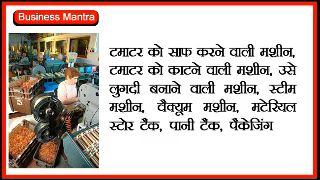 Business Mantra
टमाटर को साफ करने वाली मशीन,
टमाटर को काटने वाली मशीन, उसे
लुगदी बनाने वाली मशीन, स्टीम
मशीन, वैक्यूम मशीन, मटेरियल
स्टोर टैंक, पानी टैंक, पैकेजिंग